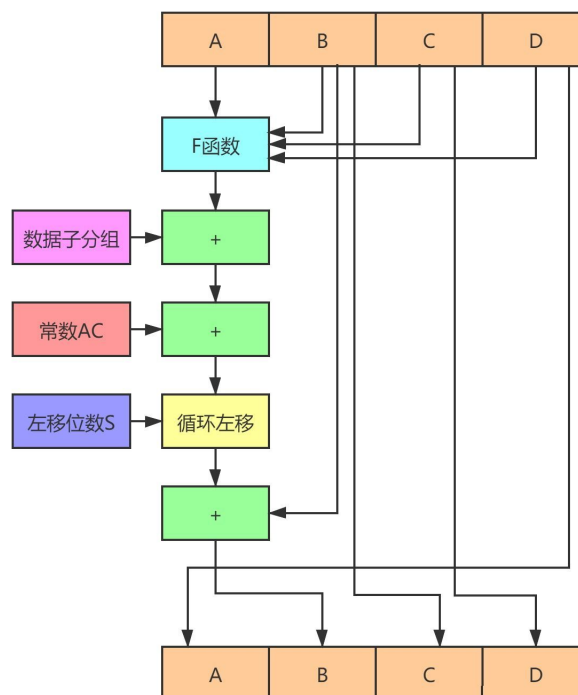 A B C D
F函数
数据子分组 +
常数AC +
左移位数S 循环左移
+
A B C D